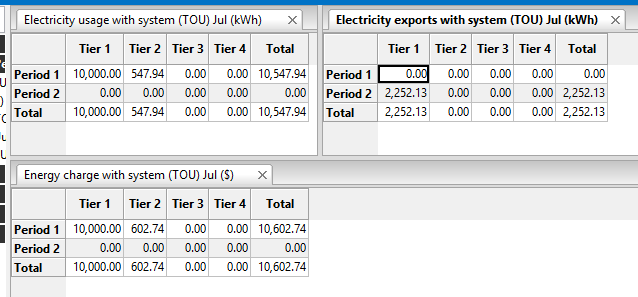 Electricity usage with system (TOU) Jul (kWh) ×
Tier 1 Tier 2 Tier 3 Tier 4 Total
Period 1 10,000.00 547.94 0.00 0.00 10,547.94
Period 2 0.00 0.00 0.00 0.00 0.00
Total 10,000.00 547.94 0.00 0.00 10,547.94
Electricity exports with system (TOU) Jul (kWh) ×
Tier 1 Tier 2 Tier 3 Tier 4 Total
Period 1 0.00 0.00 0.00 0.00 0.00
Period 2 2,252.13 0.00 0.00 0.00 2,252.13
Total 2,252.13 0.00 0.00 0.00 2,252.13
Energy charge with system (TOU) Jul ($) ×
Tier 1 Tier 2 Tier 3 Tier 4 Total
Period 1 10,000.00 602.74 0.00 0.00 10,602.74
Period 2 0.00 0.00 0.00 0.00 0.00
Total 10,000.00 602.74 0.00 0.00 10,602.74